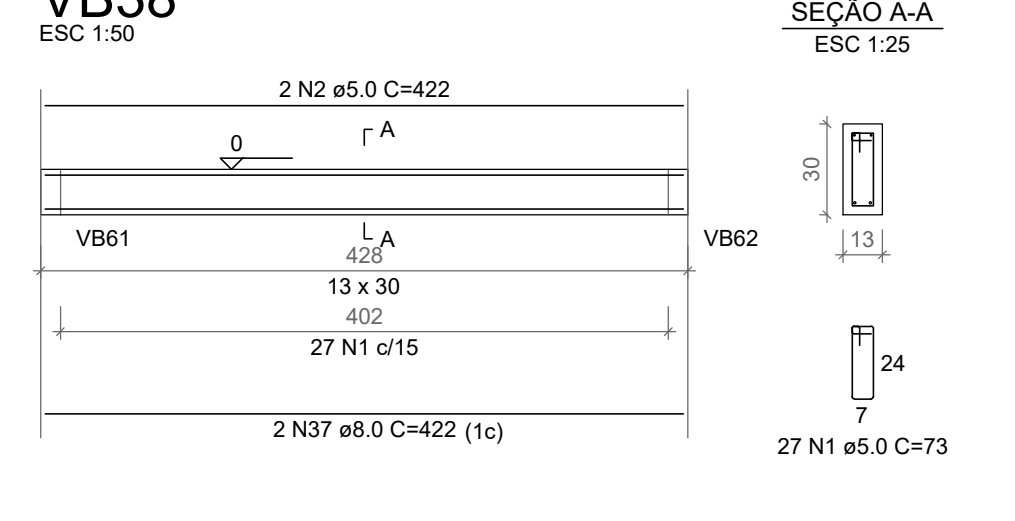 VB58
ESC 1:50
SEÇÃO A-A
ESC 1:25
2 N2 ø5.0 C=422
A
0
30
VB61
A
VB62
13
428
13 x 30
402
27 N1 c/15
24
7
2 N37 ø8.0 C=422 (1c)
27 N1 ø5.0 C=73